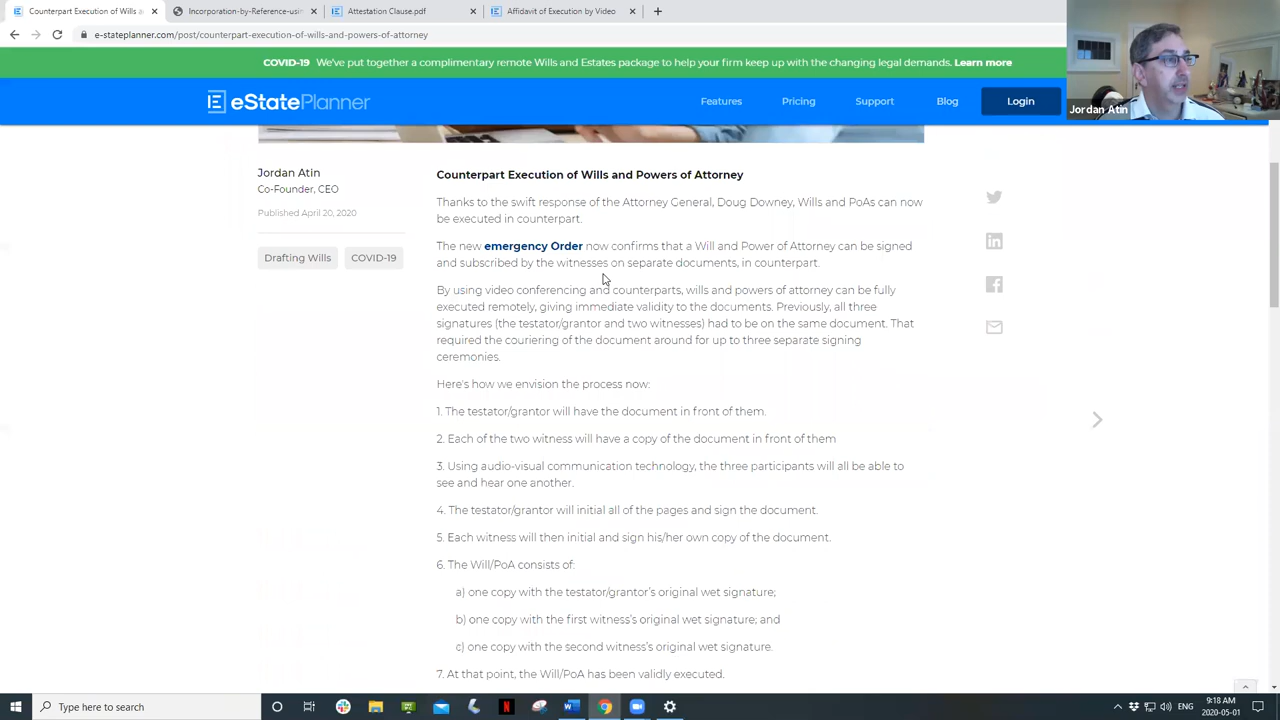 Counterpart Execution of Wills a
Incorporation-by-Reference-usin
Attestation Clause.pdf
Affidavit of Execution by Video
e-stateplanner.com/post/counterpart-execution-of-wills-and-powers-of-attorney
COVID-19 We've put together a complimentary remote Wills and Estates package to help your firm keep up with the changing legal demands. Learn more
eStatePlanner
Features
Pricing
Support
Blog
Login
Jordan Atin
Jordan Atin
Co-Founder, CEO
Published April 20, 2020
Drafting Wills
COVID-19
Counterpart Execution of Wills and Powers of Attorney
Thanks to the swift response of the Attorney General, Doug Downey, Wills and PoAs can now
be executed in counterpart.
The new emergency Order now confirms that a Will and Power of Attorney can be signed
and subscribed by the witnesses on separate documents, in counterpart.
By using video conferencing and counterparts, wills and powers of attorney can be fully
executed remotely, giving immediate validity to the documents. Previously, all three
signatures (the testator/grantor and two witnesses) had to be on the same document. That
required the couriering of the document around for up to three separate signing
ceremonies.
Here's how we envision the process now:
1. The testator/grantor will have the document in front of them.
2. Each of the two witness will have a copy of the document in front of them
3. Using audio-visual communication technology, the three participants will all be able to
see and hear one another.
4. The testator/grantor will initial all of the pages and sign the document.
5. Each witness will then initial and sign his/her own copy of the document.
6. The Will/PoA consists of:
a) one copy with the testator/grantor's original wet signature;
b) one copy with the first witness's original wet signature; and
c) one copy with the second witness's original wet signature.
7. At that point, the Will/PoA has been validly executed.
Type here to search
ENG
9:18 AM
2020-05-01